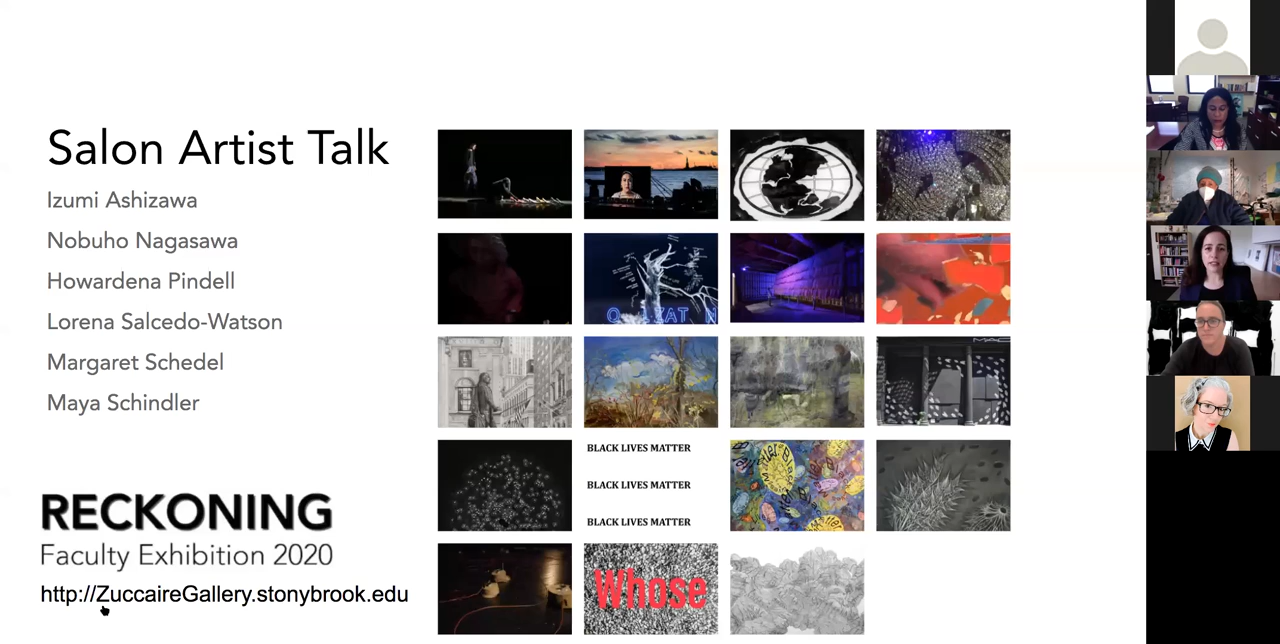 Salon Artist Talk
Izumi Ashizawa
Nobuho Nagasawa
Howardena Pindell
Lorena Salcedo-Watson
Margaret Schedel
Maya Schindler
RECKONING
Faculty Exhibition 2020
http://ZuccaireGallery.stonybrook.edu
MAC
BLACK LIVES MATTER
BLACK LIVES MATTER
BLACK LIVES MATTER
Whose